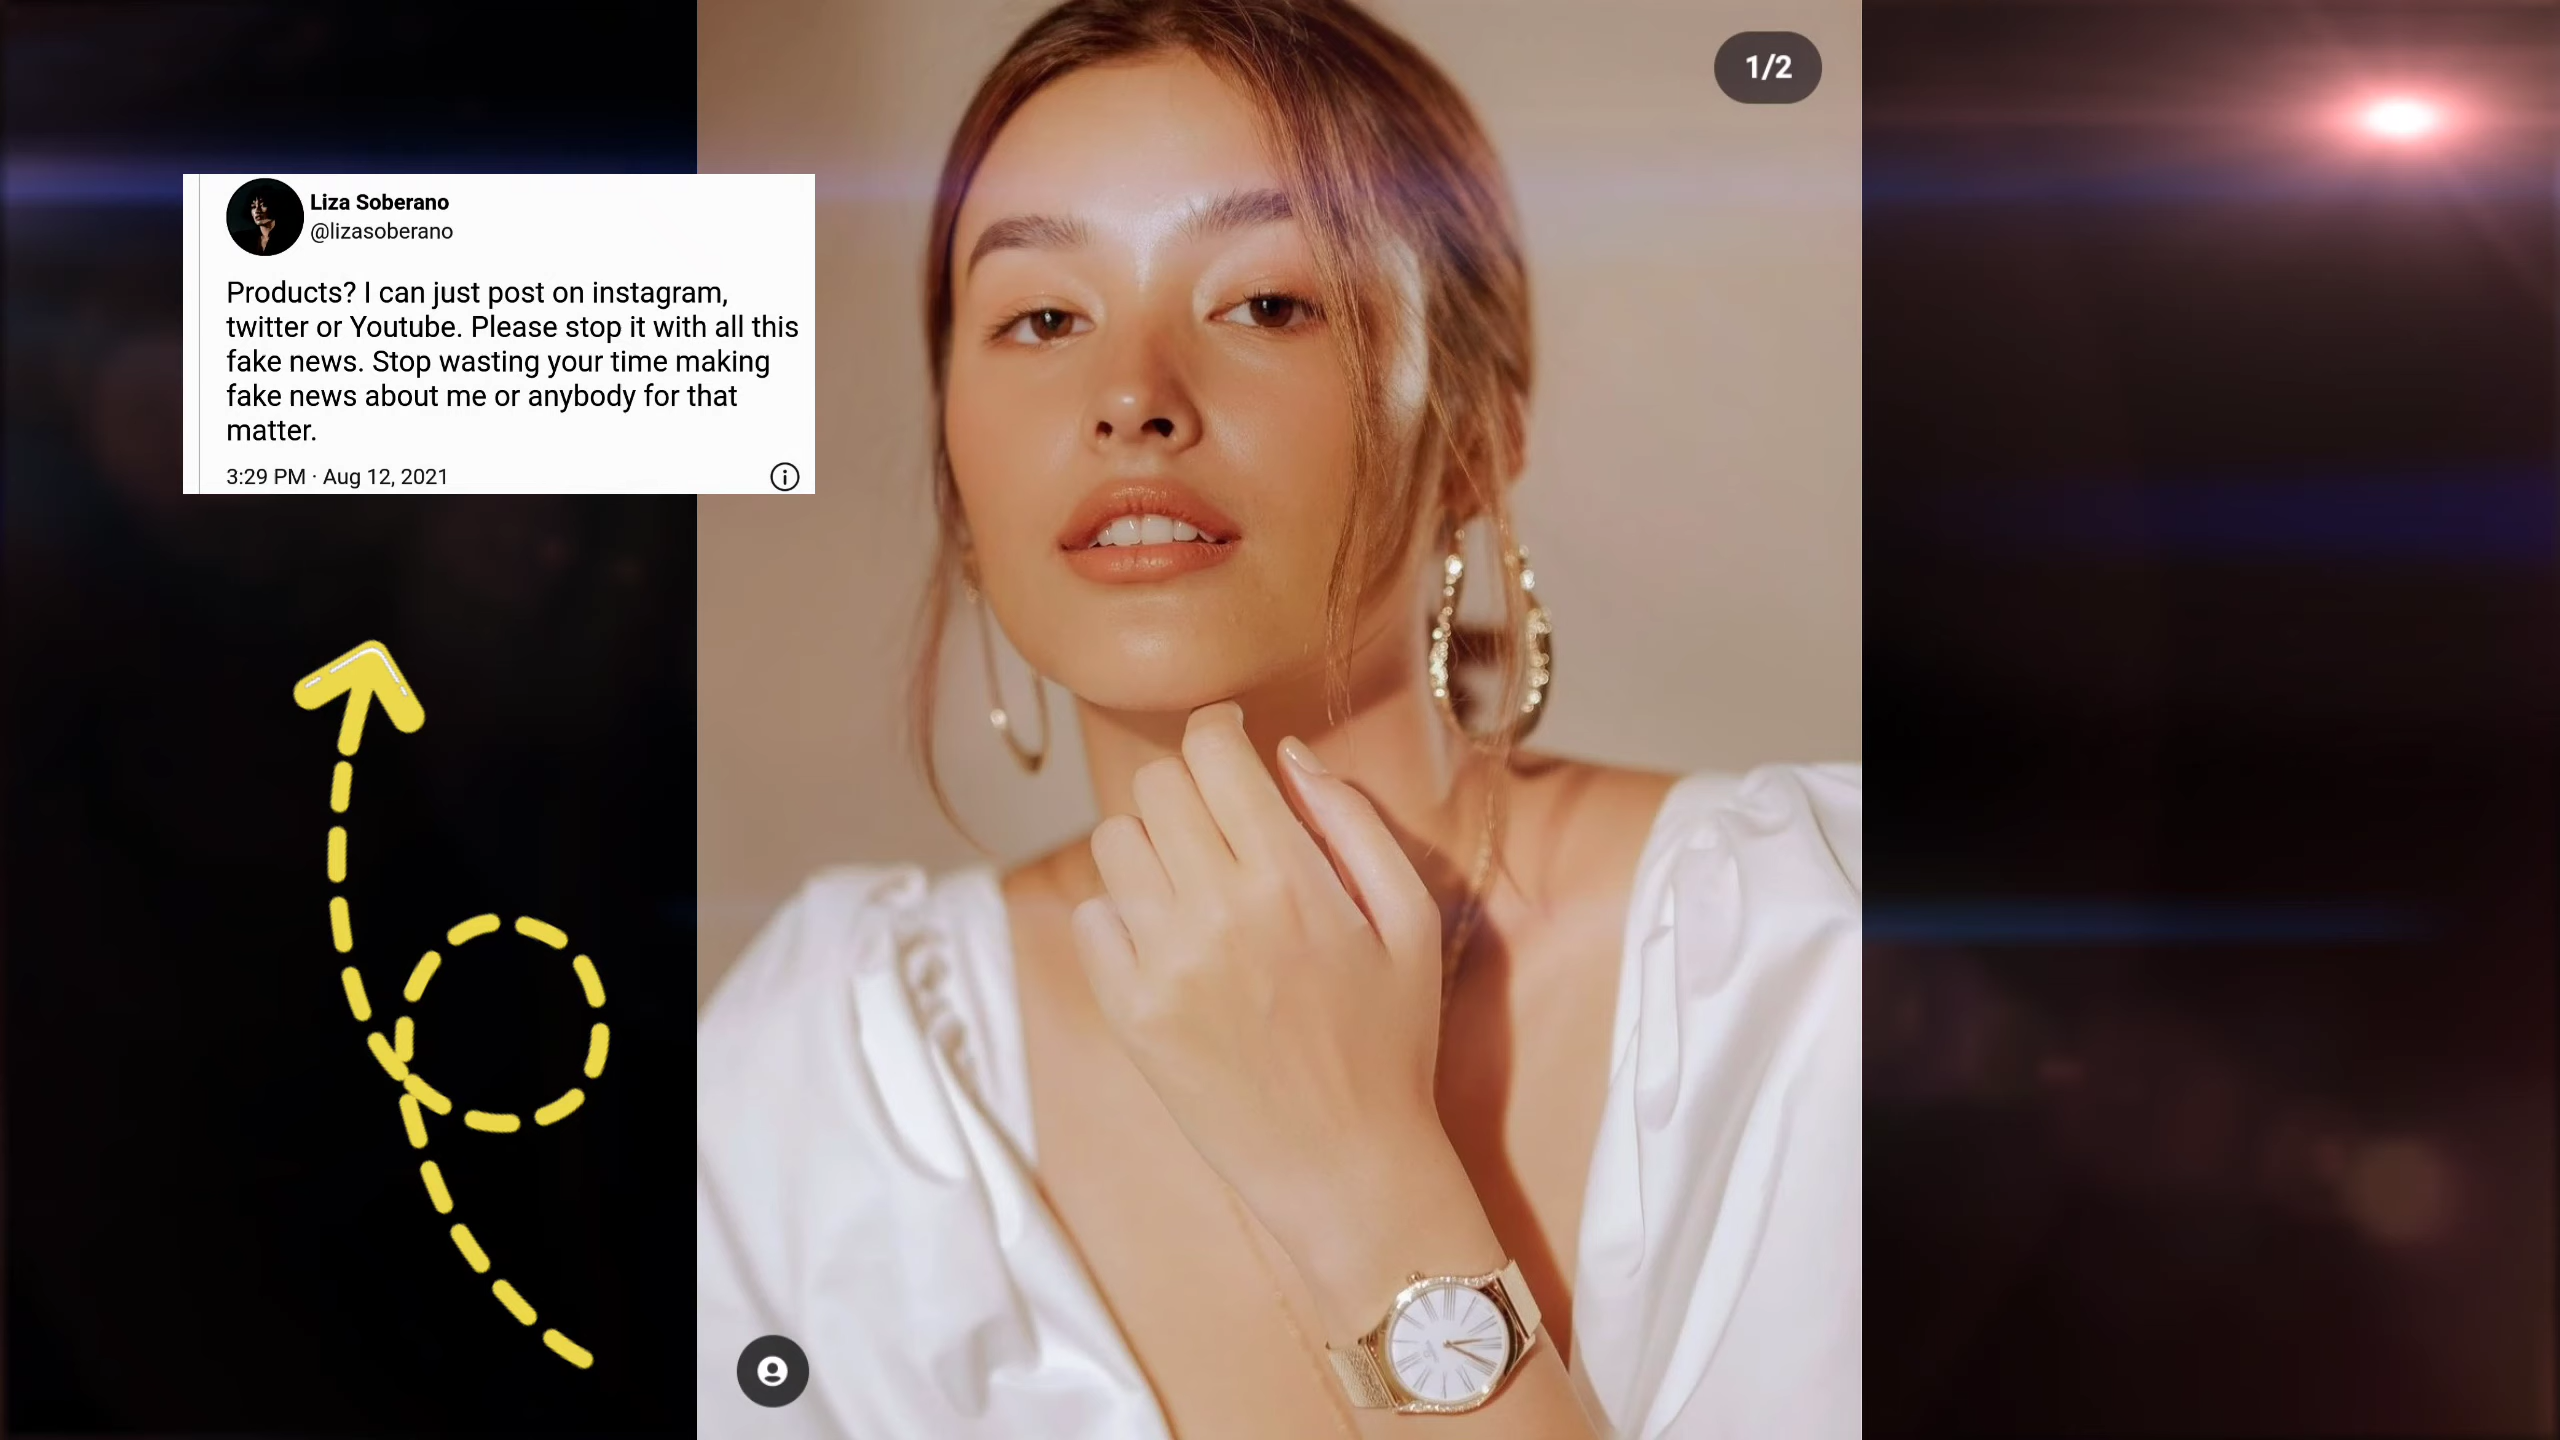 1/2
Liza Soberano
@lizasoberano
Products? I can just post on instagram,
twitter or Youtube. Please stop it with all this
fake news. Stop wasting your time making
fake news about me or anybody for that
matter.
3:29 PM · Aug 12, 2021